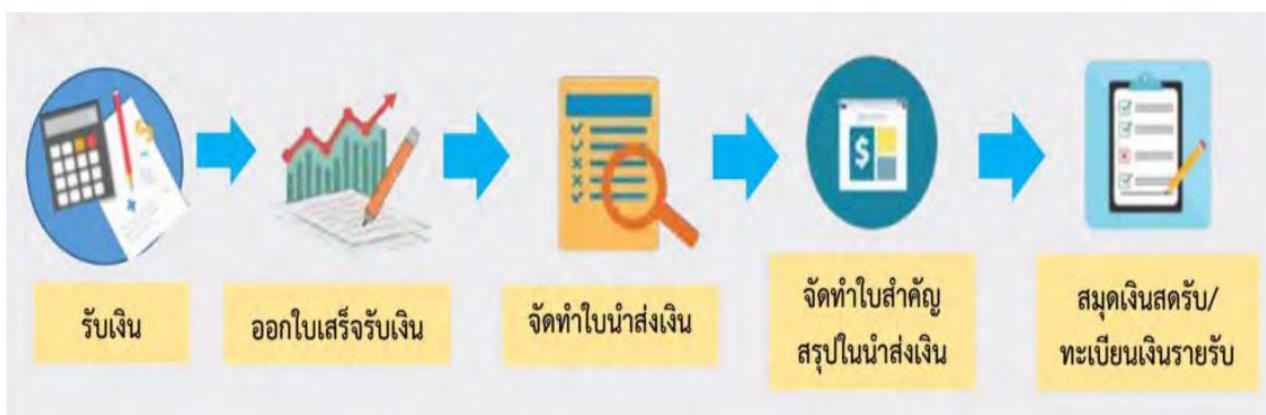 รับเงิน
ออกใบเสร็จรับเงิน
จัดทำใบนำส่งเงิน
จัดทำใบสำคัญ
สรุปในนำส่งเงิน
สมุดเงินสดรับ/
ทะเบียนเงินรายรับ
$